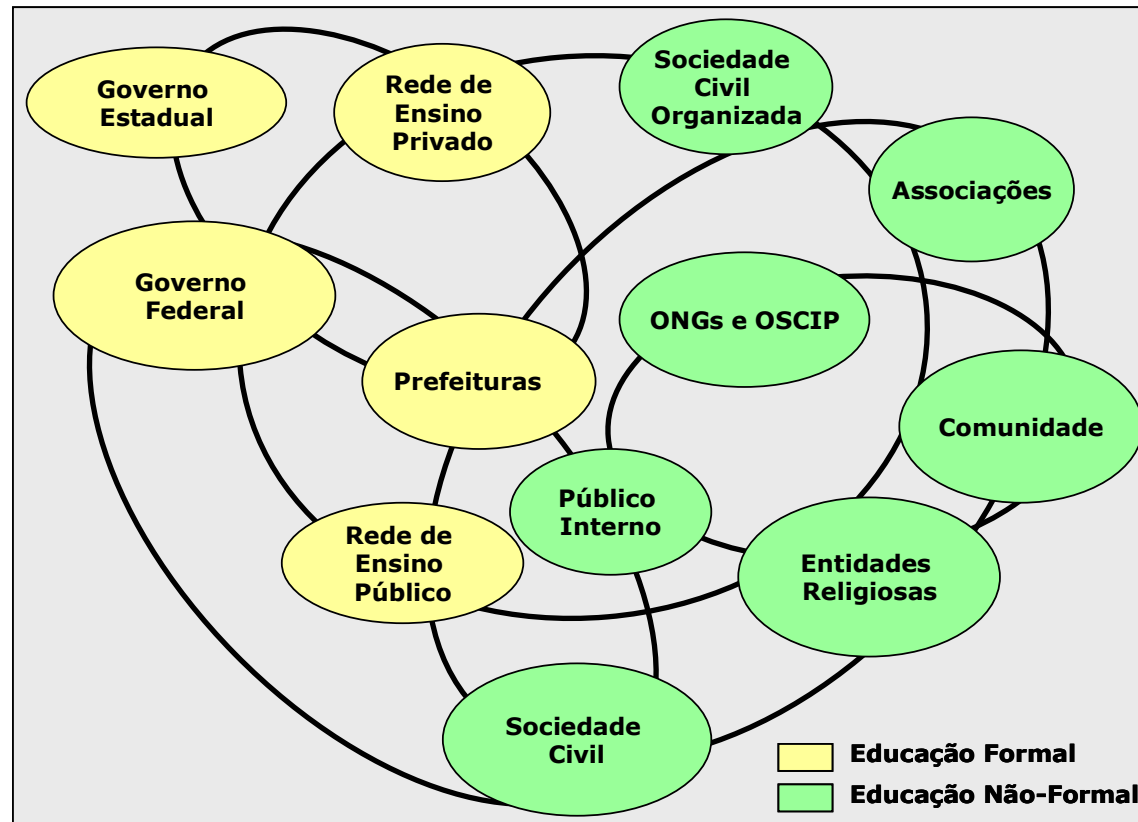 Governo
Estadual
Rede de
Ensino
Privado
Sociedade
Civil
Organizada
Associações
Governo
Federal
ONGs e OSCIP
Prefeituras
Comunidade
Público
Interno
Rede de
Ensino
Público
Entidades
Religiosas
Sociedade
Civil
Educação Formal
Educação Não-Formal